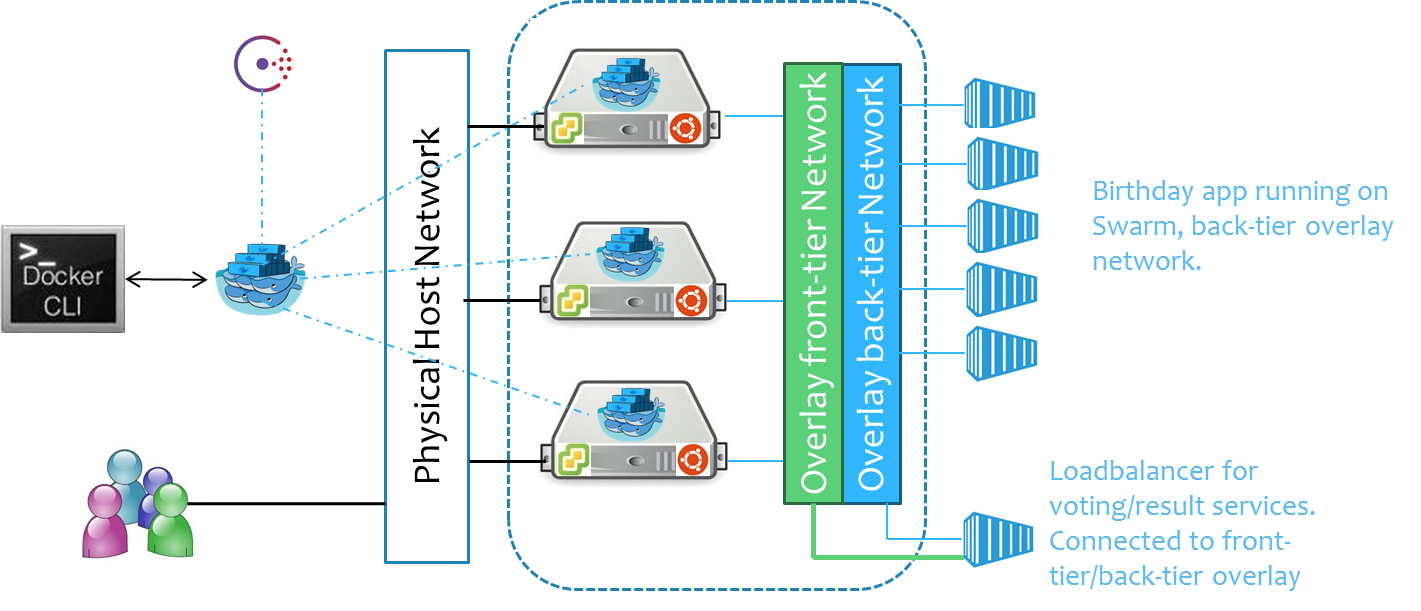 >_
Docker
CLI
Physical Host Network
Overlay front-tier Network
Overlay back-tier Network
Birthday app running on
Swarm, back-tier overlay
network.
Loadbalancer for
voting/result services.
Connected to front-
tier/back-tier overlay